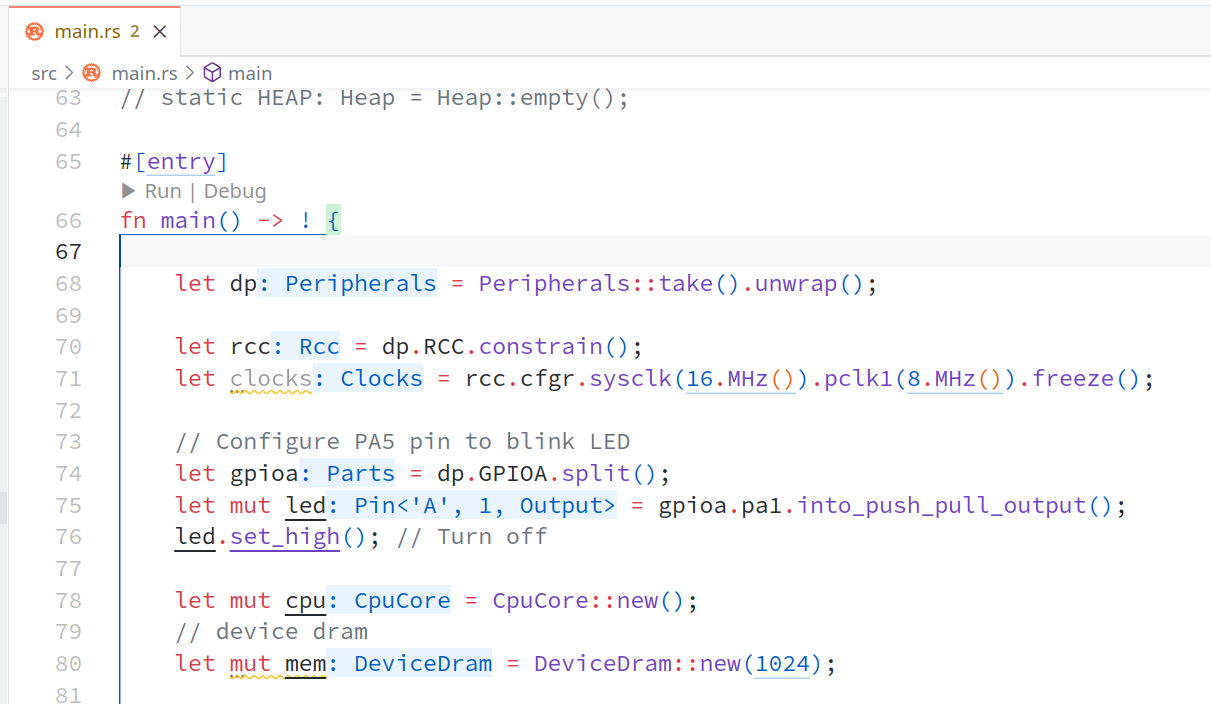 main.rs 2
src > main.rs > main
63 // static HEAP: Heap = Heap::empty();
64
65 #[entry]
Run | Debug
66 fn main() -> ! {
67
68 let dp: Peripherals = Peripherals::take().unwrap();
69
70 let rcc: Rcc = dp.RCC.constrain();
71 let clocks: Clocks = rcc.cfgr.sysclk(16.MHz()).pclk1(8.MHz()).freeze();
72
73 // Configure PA5 pin to blink LED
74 let gpioa: Parts = dp.GPIOA.split();
75 let mut led: Pin<'A', 1, Output> = gpioa.pa1.into_push_pull_output();
76 led.set_high(); // Turn off
77
78 let mut cpu: CpuCore = CpuCore::new();
79 // device dram
80 let mut mem: DeviceDram = DeviceDram::new(1024);
81